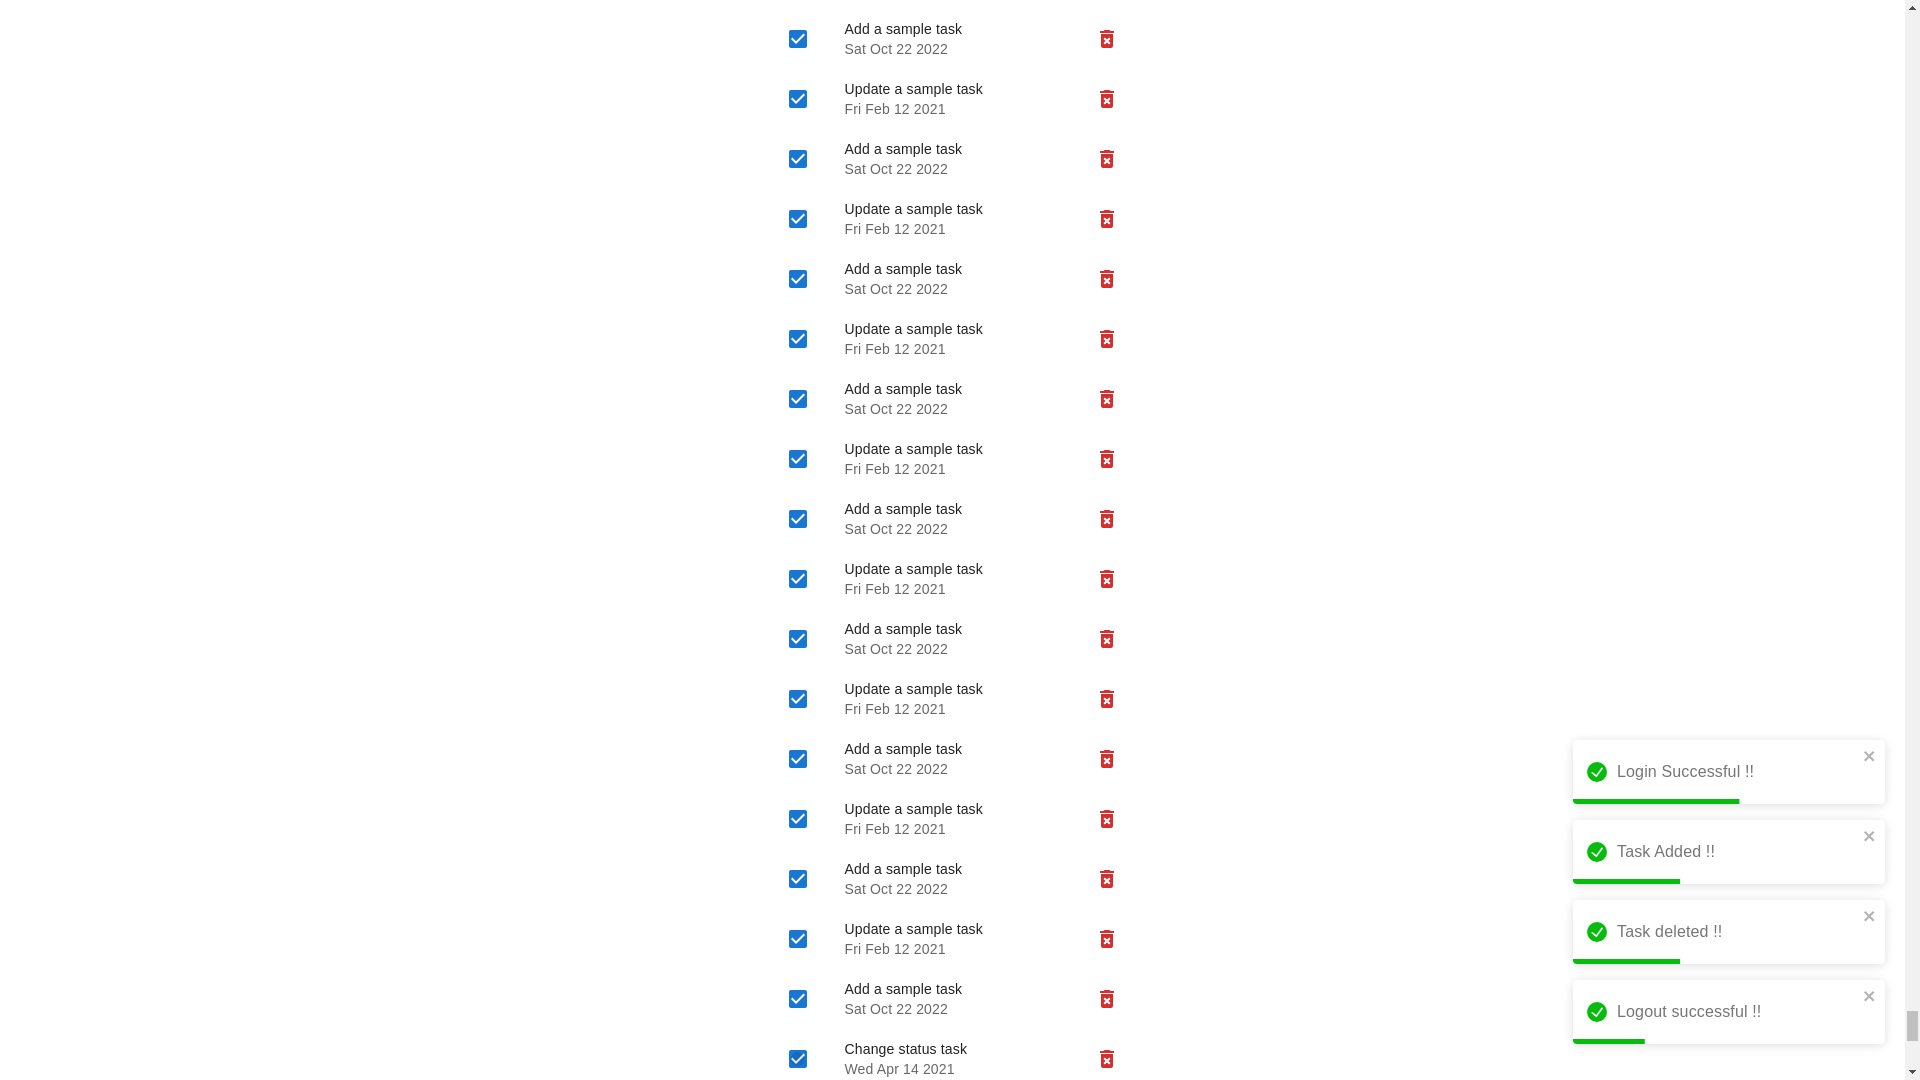 Add a sample task
Sat Oct 22 2022
Update a sample task
Fri Feb 12 2021
Add a sample task
Sat Oct 22 2022
Update a sample task
Fri Feb 12 2021
Add a sample task
Sat Oct 22 2022
Update a sample task
Fri Feb 12 2021
Add a sample task
Sat Oct 22 2022
Update a sample task
Fri Feb 12 2021
Add a sample task
Sat Oct 22 2022
Update a sample task
Fri Feb 12 2021
Add a sample task
Sat Oct 22 2022
Update a sample task
Fri Feb 12 2021
Add a sample task
Sat Oct 22 2022
Update a sample task
Fri Feb 12 2021
Add a sample task
Sat Oct 22 2022
Update a sample task
Fri Feb 12 2021
Add a sample task
Sat Oct 22 2022
Change status task
Wed Apr 14 2021
Login Successful !!
Task Added !!
Task deleted !!
Logout successful !!